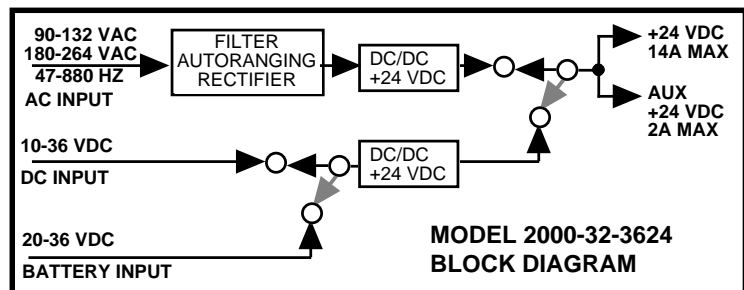 90-132 VAC
180-264 VAC
47-880 HZ
AC INPUT
FILTER
AUTORANGING
RECTIFIER
DC/DC
+24 VDC
+24 VDC
14A MAX
AUX
+24 VDC
2A MAX
10-36 VDC
DC INPUT
DC/DC
+24 VDC
20-36 VDC
BATTERY INPUT
MODEL 2000-32-3624
BLOCK DIAGRAM